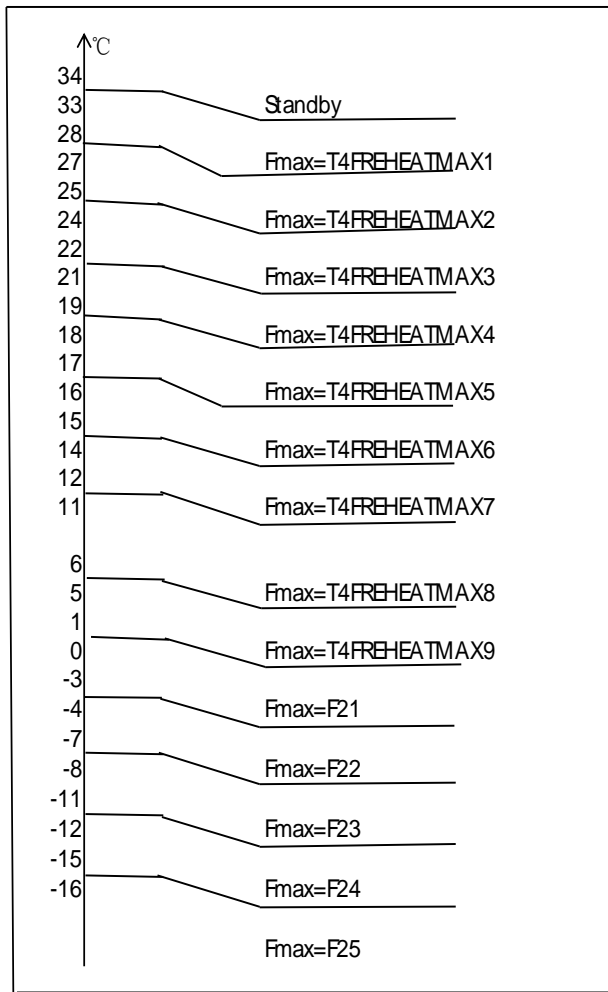 ℃
34
33 Standby
28
27 Fmax=T4FREHEATMAX1
25
24 Fmax=T4FREHEATMAX2
22
21 Fmax=T4FREHEATMAX3
19
18 Fmax=T4FREHEATMAX4
17
16 Fmax=T4FREHEATMAX5
15
14 Fmax=T4FREHEATMAX6
12
11 Fmax=T4FREHEATMAX7
6
5 Fmax=T4FREHEATMAX8
1
0 Fmax=T4FREHEATMAX9
-3
-4 Fmax=F21
-7
-8 Fmax=F22
-11
-12 Fmax=F23
-15
-16 Fmax=F24
Fmax=F25